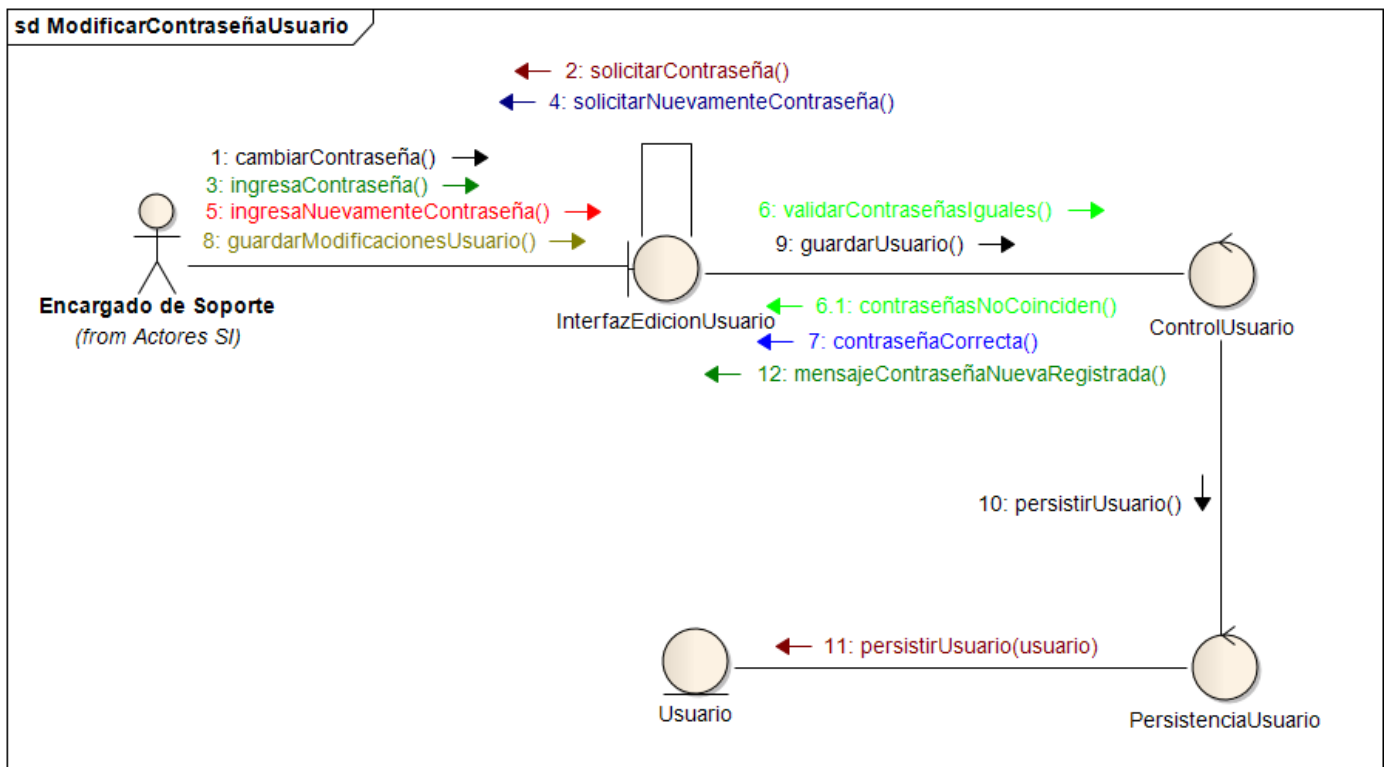 sd ModificarContraseñaUsuario
2: solicitarContraseña()
4: solicitarNuevamenteContraseña()
1: cambiarContraseña()
3: ingresaContraseña()
5: ingresaNuevamenteContraseña()
8: guardarModificacionesUsuario()
6: validarContraseñasIguales()
9: guardarUsuario()
Encargado de Soporte
(from Actores SI)
InterfazEdicionUsuario
6.1: contraseñasNoCoinciden()
7: contraseñaCorrecta()
12: mensajeContraseñaNuevaRegistrada()
ControlUsuario
10: persistirUsuario()
11: persistirUsuario(usuario)
Usuario
PersistenciaUsuario